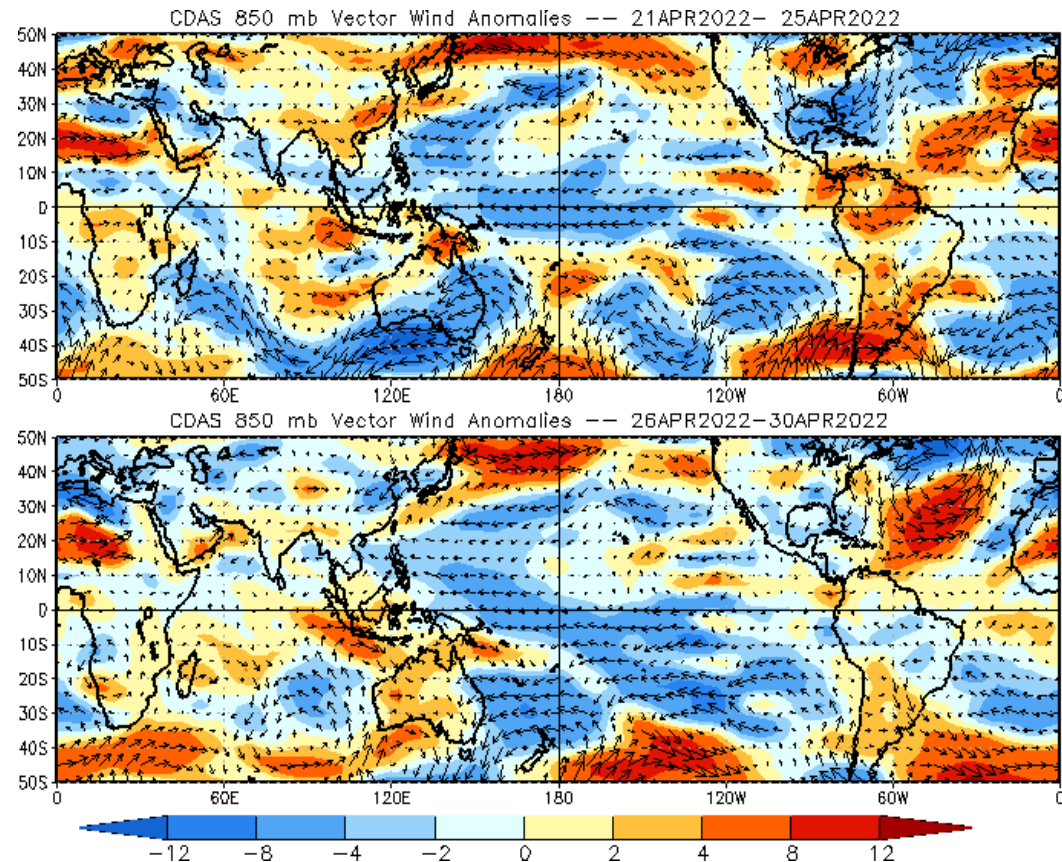 CDAS 850 mb Vector Wind Anomalies -- 21APR2022- 25APR2022
50N
40N
30N
20N
10N
0
10S
20S
30S
40S
50S
0 60E 120E 180 120W 60W 0
CDAS 850 mb Vector Wind Anomalies -- 26APR2022-30APR2022
50N
40N
30N
20N
10N
0
10S
20S
30S
40S
50S
0 60E 120E 180 120W 60W 0
-12 -8 -4 -2 0 2 4 8 12